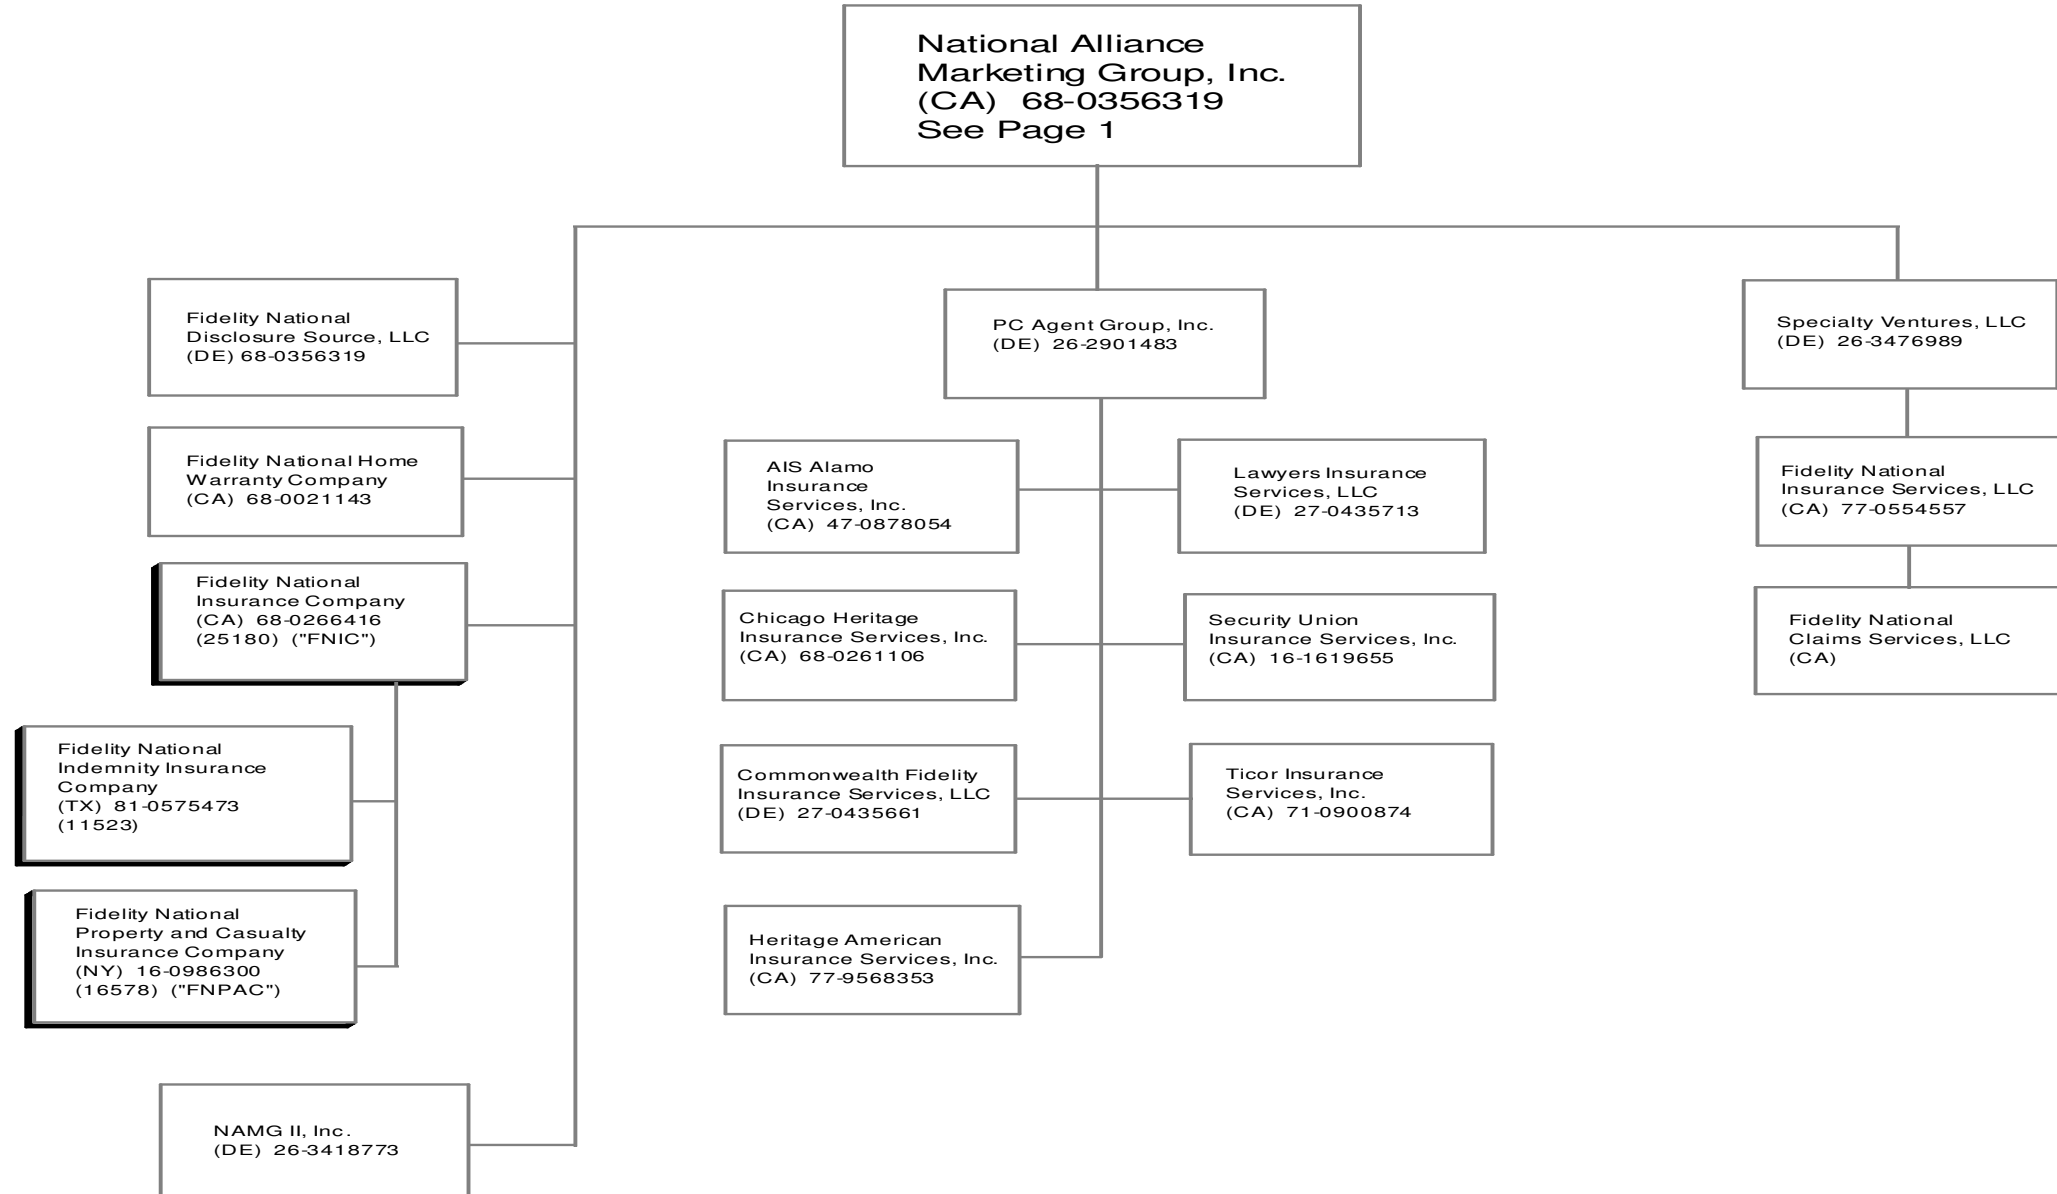 National Alliance
Marketing Group, Inc.
(CA) 68-0356319
See Page 1
Fidelity National
Disclosure Source, LLC
(DE) 68-0356319
Fidelity National Home
Warranty Company
(CA) 68-0021143
Fidelity National
Insurance Company
(CA) 68-0266416
(25180) ("FNIC")
Fidelity National
Indemnity Insurance
Company
(TX) 81-0575473
(11523)
Fidelity National
Property and Casualty
Insurance Company
(NY) 16-0986300
(16578) ("FNPAC")
NAMG II, Inc.
(DE) 26-3418773
PC Agent Group, Inc.
(DE) 26-2901483
AIS Alamo
Insurance
Services, Inc.
(CA) 47-0878054
Lawyers Insurance
Services, LLC
(DE) 27-0435713
Chicago Heritage
Insurance Services, Inc.
(CA) 68-0261106
Security Union
Insurance Services, Inc.
(CA) 16-1619655
Commonwealth Fidelity
Insurance Services, LLC
(DE) 27-0435661
Ticor Insurance
Services, Inc.
(CA) 71-0900874
Heritage American
Insurance Services, Inc.
(CA) 77-9568353
Specialty Ventures, LLC
(DE) 26-3476989
Fidelity National
Insurance Services, LLC
(CA) 77-0554557
Fidelity National
Claims Services, LLC
(CA)